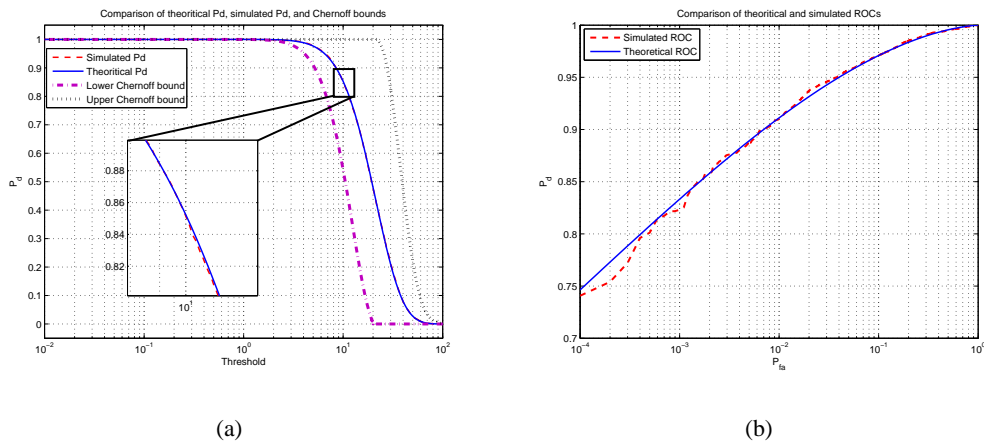 Comparison of theoritical Pd, simulated Pd, and Chernoff bounds
1
0.9
0.8
0.7
0.6
0.5
0.4
0.3
0.2
0.1
0
P_d
Simulated Pd
Theoritical Pd
Lower Chernoff bound
Upper Chernoff bound
0.88
0.86
0.84
0.82
10^1
10^−2
10^−1
10^0
10^1
10^2
Threshold
(a)
Comparison of theoritical and simulated ROCs
Simulated ROC
Theoretical ROC
1
0.95
0.9
0.85
0.8
0.75
0.7
P_d
10^−4
10^−3
10^−2
10^−1
10^0
P_fa
(b)